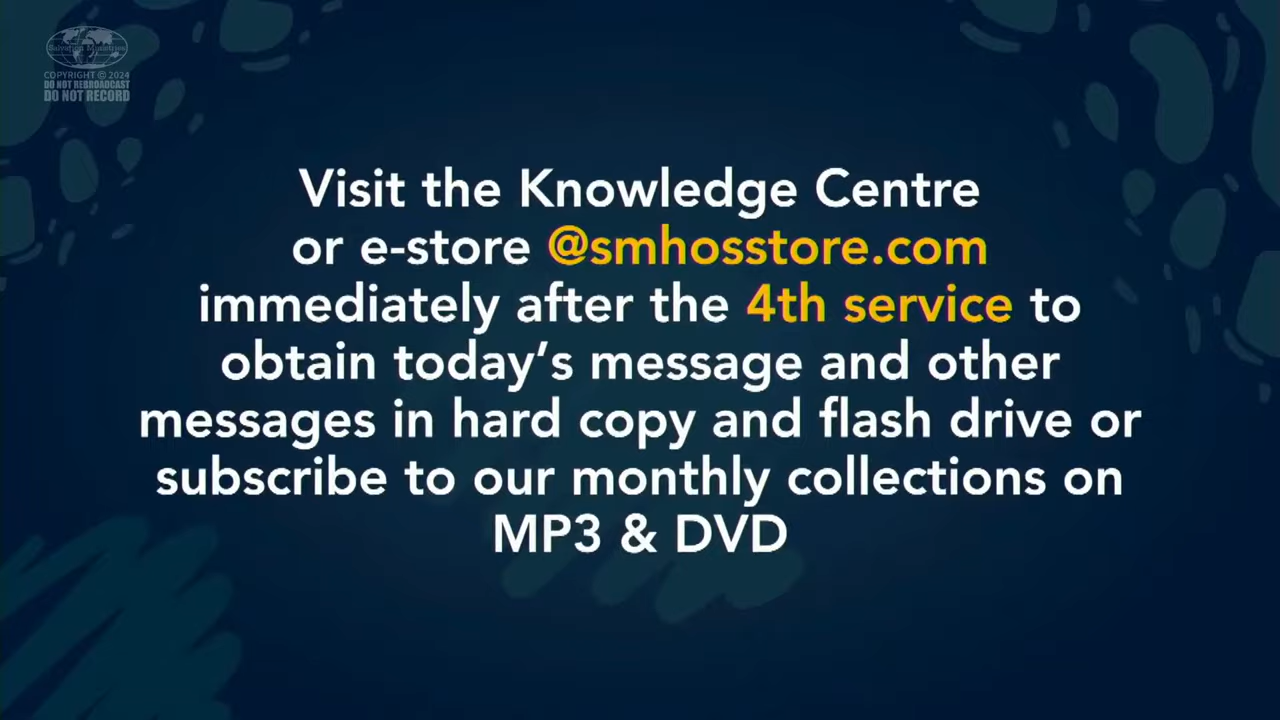 Salvation Ministries
COPYRIGHT © 2024
DO NOT REBROADCAST
DO NOT RECORD
Visit the Knowledge Centre
or e-store @smhosstore.com
immediately after the 4th service to
obtain today’s message and other
messages in hard copy and flash drive or
subscribe to our monthly collections on
MP3 & DVD